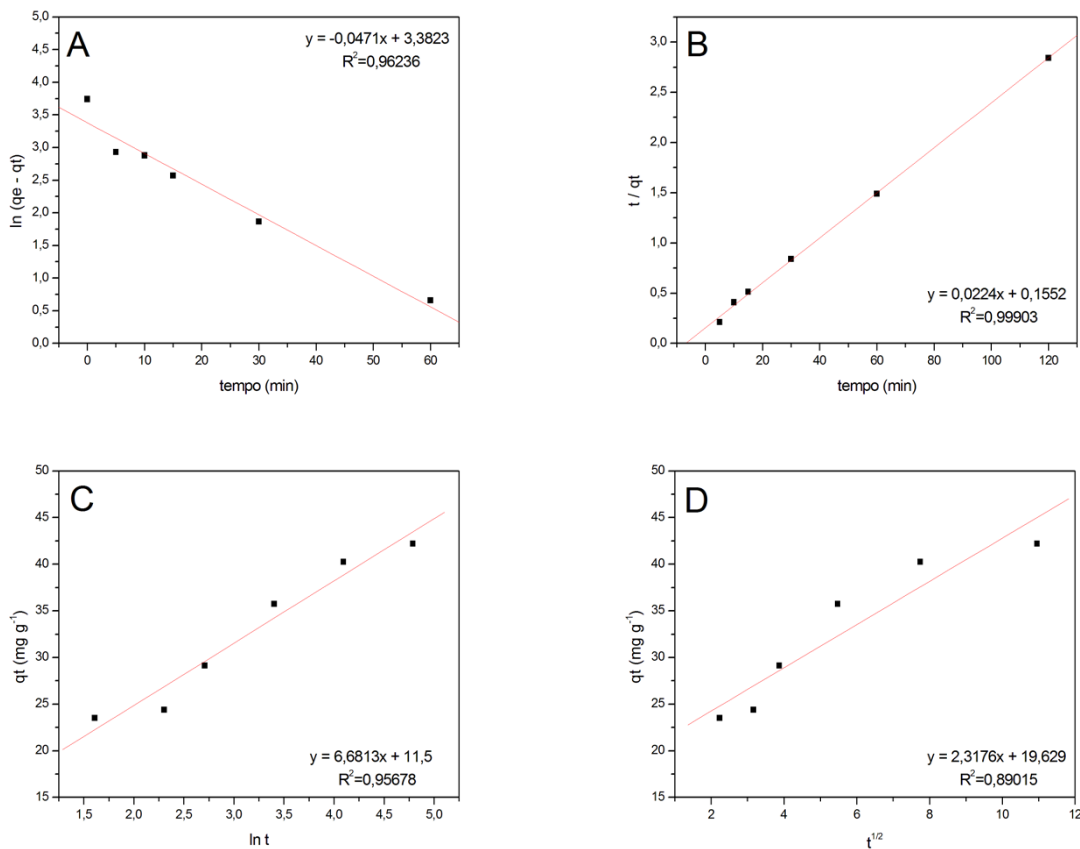 A
y = -0,0471x + 3,3823
R²=0,96236
ln (qe - qt)
5,0
4,5
4,0
3,5
3,0
2,5
2,0
1,5
1,0
0,5
0,0
0 10 20 30 40 50 60
tempo (min)
B
t / qt
3,0
2,5
2,0
1,5
1,0
0,5
0,0
y = 0,0224x + 0,1552
R²=0,99903
0 20 40 60 80 100 120
tempo (min)
C
qt (mg g⁻¹)
50
45
40
35
30
25
20
15
y = 6,6813x + 11,5
R²=0,95678
1,5 2,0 2,5 3,0 3,5 4,0 4,5 5,0
ln t
D
qt (mg g⁻¹)
50
45
40
35
30
25
20
15
y = 2,3176x + 19,629
R²=0,89015
2 4 6 8 10 12
t¹/²